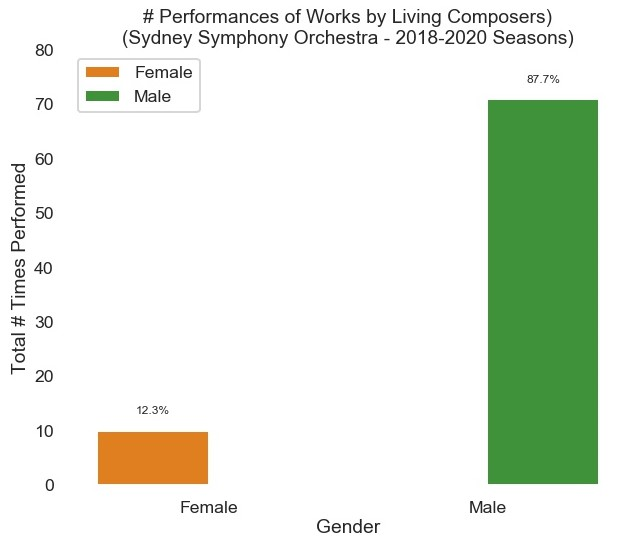 # Performances of Works by Living Composers)
(Sydney Symphony Orchestra - 2018-2020 Seasons)
80
Female
Male
87.7%
70
60
50
40
30
20
12.3%
10
0
Total # Times Performed
Female
Male
Gender